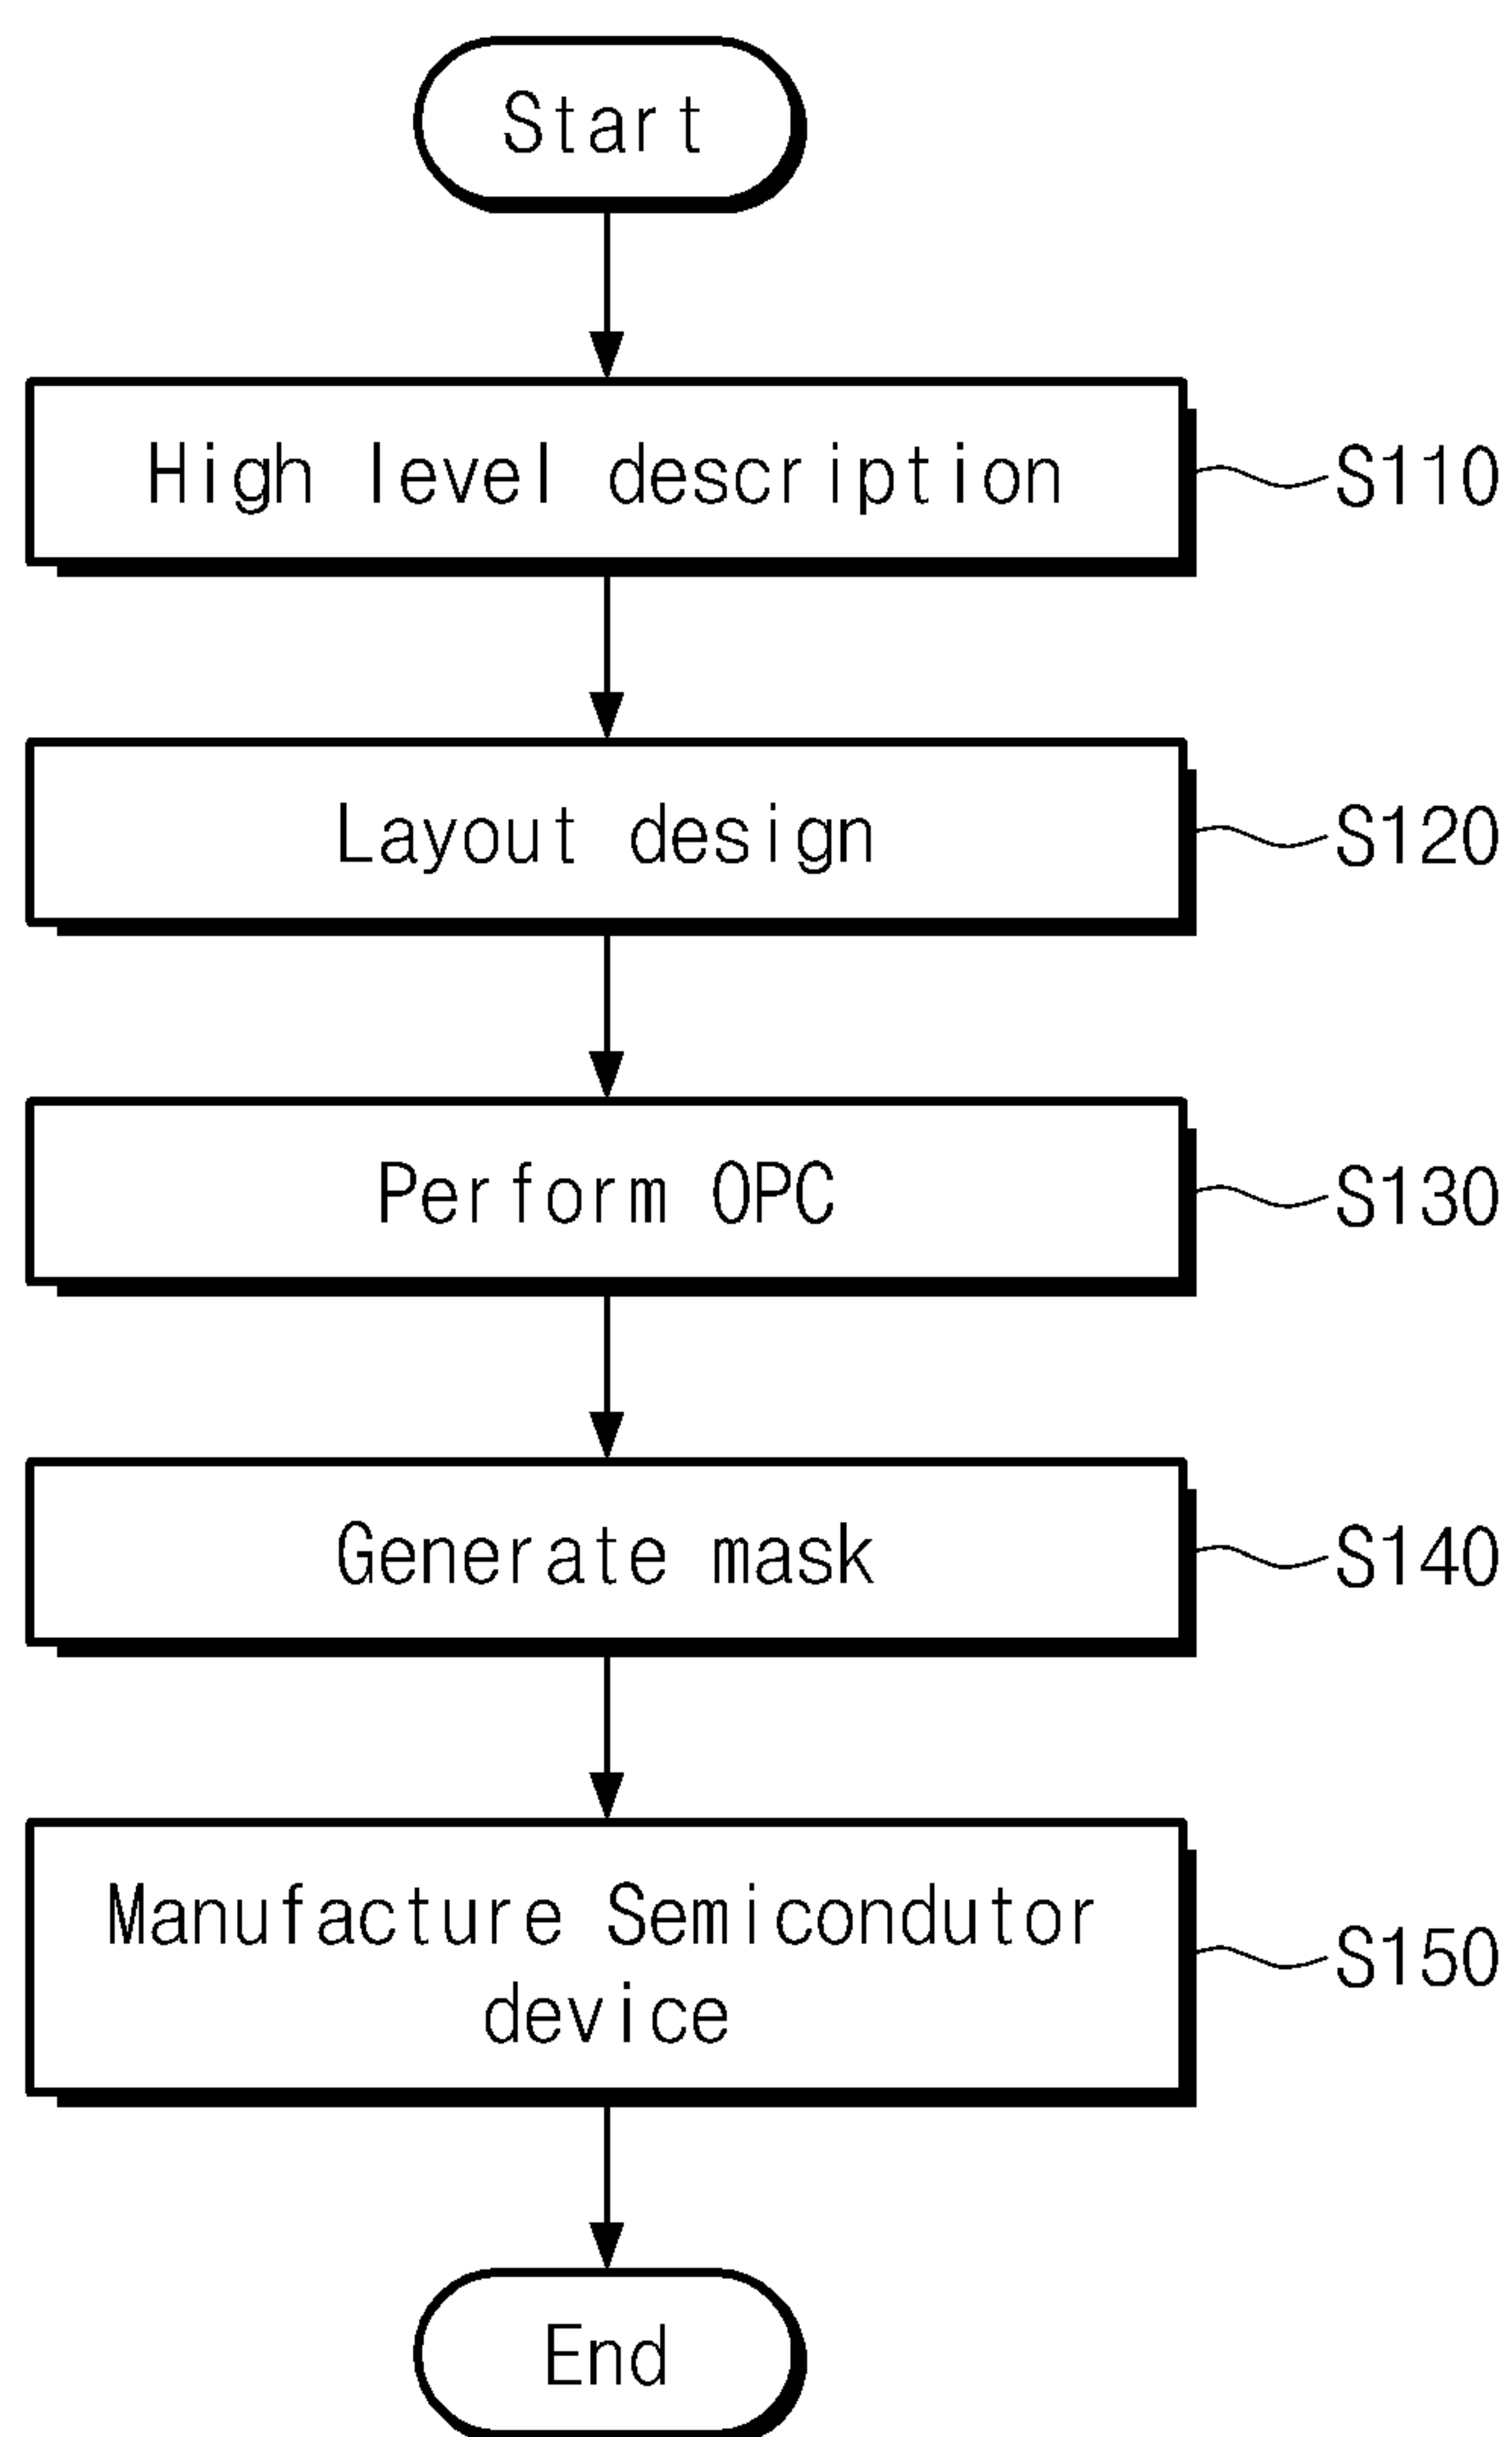 Start
High level description
S110
Layout design
S120
Perform OPC
S130
Generate mask
S140
Manufacture Semicondutor
device
S150
End